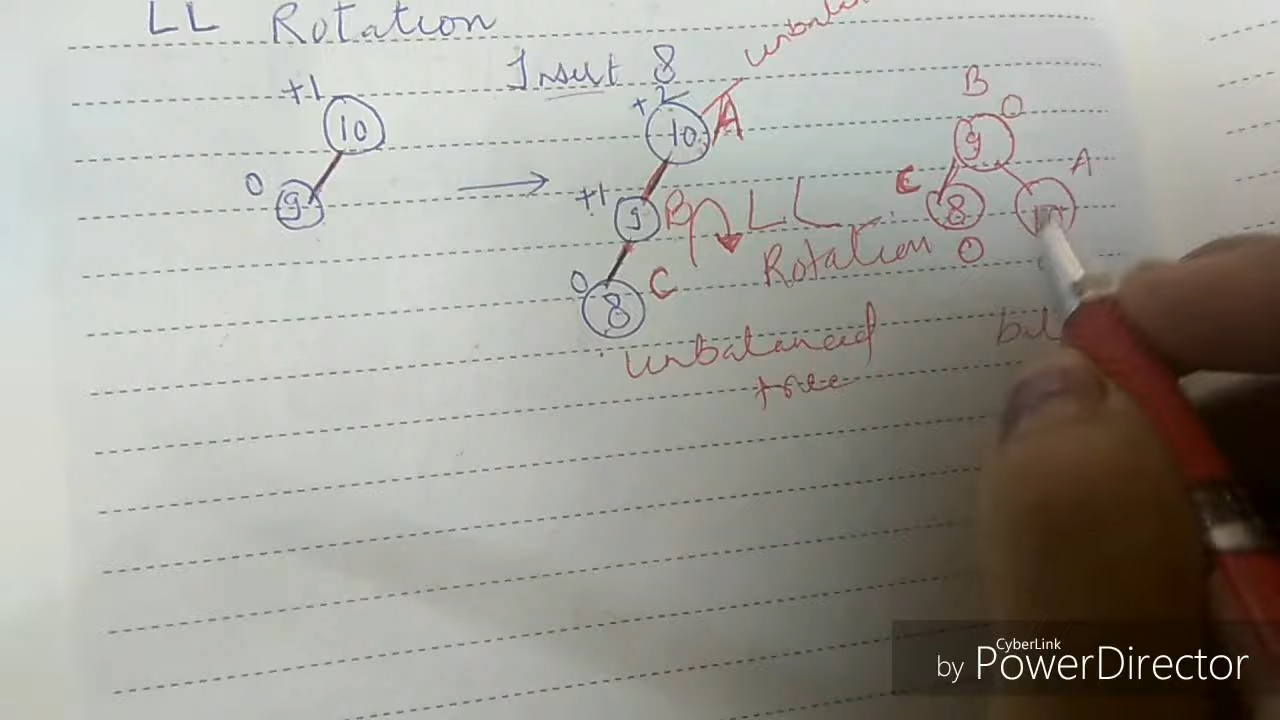 LL Rotation
Insert 8
+1
10
0
9
+2
10
A
+1
9
B
0
8
C
LL
Rotation
unbalanced
tree
B
9
0
C
8
0
A
by CyberLink PowerDirector